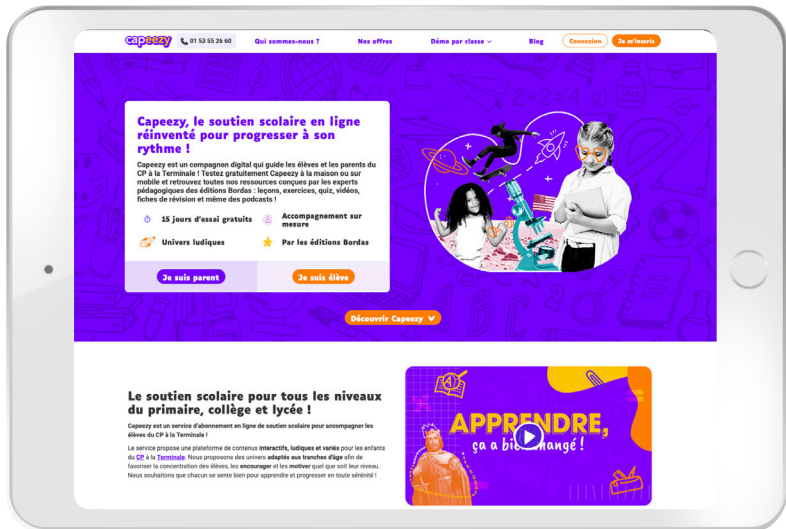 capeezy
01 53 55 26 60
Qui sommes-nous ?
Nos offres
Démo par classe
Blog
Connexion
Je m'inscris
Capeezy, le soutien scolaire en ligne
réinventé pour progresser à son
rythme !
Capeezy est un compagnon digital qui guide les élèves et les parents du
CP à la Terminale ! Testez gratuitement Capeezy à la maison ou sur
mobile et retrouvez toutes nos ressources conçues par les experts
pédagogiques des éditions Bordas : leçons, exercices, quiz, vidéos,
fiches de révision et même des podcasts !
15 jours d'essai gratuits
Accompagnement sur
mesure
Univers ludiques
Par les éditions Bordas
Je suis parent
Je suis élève
2+2=4
Découvrir Capeezy
Le soutien scolaire pour tous les niveaux
du primaire, collège et lycée !
Capeezy est un service d'abonnement en ligne de soutien scolaire pour accompagner les
élèves du CP à la Terminale !
Le service propose une plateforme de contenus interactifs, ludiques et variés pour les enfants
du CP à la Terminale. Nous proposons des univers adaptés aux tranches d'âge afin de
favoriser la concentration des élèves, les encourager et les motiver quel que soit leur niveau.
Nous souhaitons que chacun se sente bien pour apprendre et progresser en toute sérénité !
APPRENDRE,
ça a bien changé !